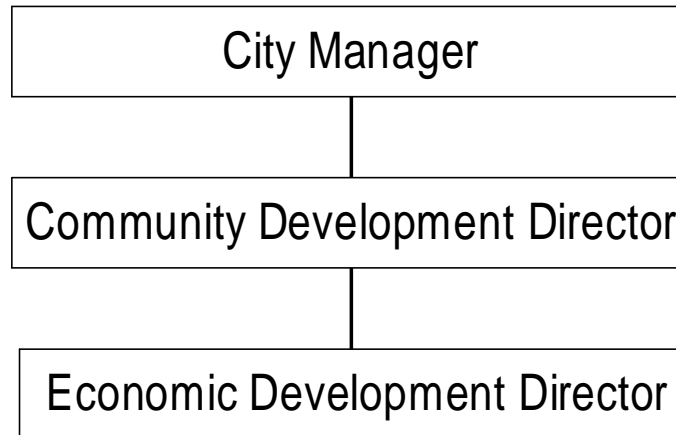 City Manager
Community Development Director
Economic Development Director